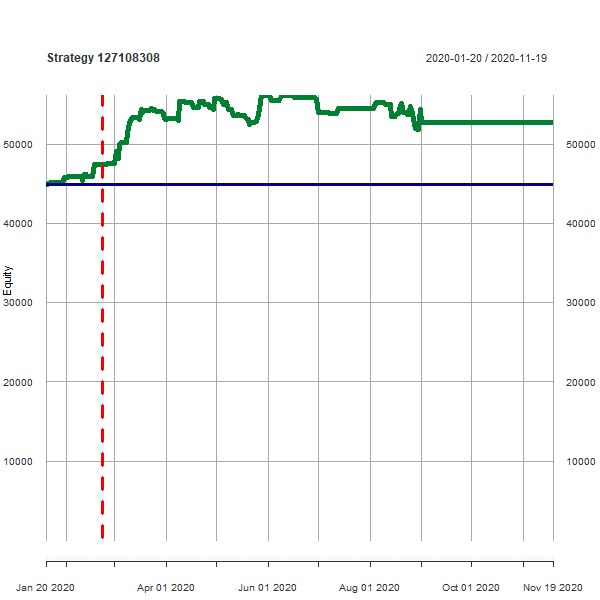 Strategy 127108308
2020-01-20 / 2020-11-19
50000
50000
40000
40000
Equity
30000
30000
20000
20000
10000
10000
Jan 20 2020
Apr 01 2020
Jun 01 2020
Aug 01 2020
Oct 01 2020
Nov 19 2020